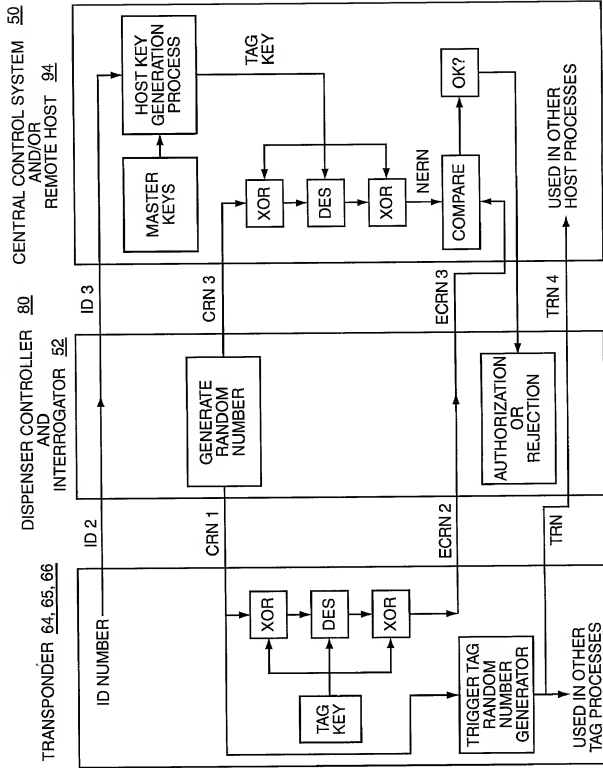 TRANSPONDER 64, 65, 66
ID NUMBER
TAG
KEY
XOR
DES
XOR
TRIGGER TAG
RANDOM
NUMBER
GENERATOR
USED IN OTHER
TAG PROCESSES
ID 2
CRN 1
ECRN 2
TRN
DISPENSER CONTROLLER 80
AND
INTERROGATOR 52
GENERATE
RANDOM
NUMBER
AUTHORIZATION
OR
REJECTION
ID 3
CRN 3
ECRN 3
TRN 4
CENTRAL CONTROL SYSTEM 50
AND/OR
REMOTE HOST 94
MASTER
KEYS
HOST KEY
GENERATION
PROCESS
TAG
KEY
XOR
DES
XOR
NERN
COMPARE
OK?
USED IN OTHER
HOST PROCESSES